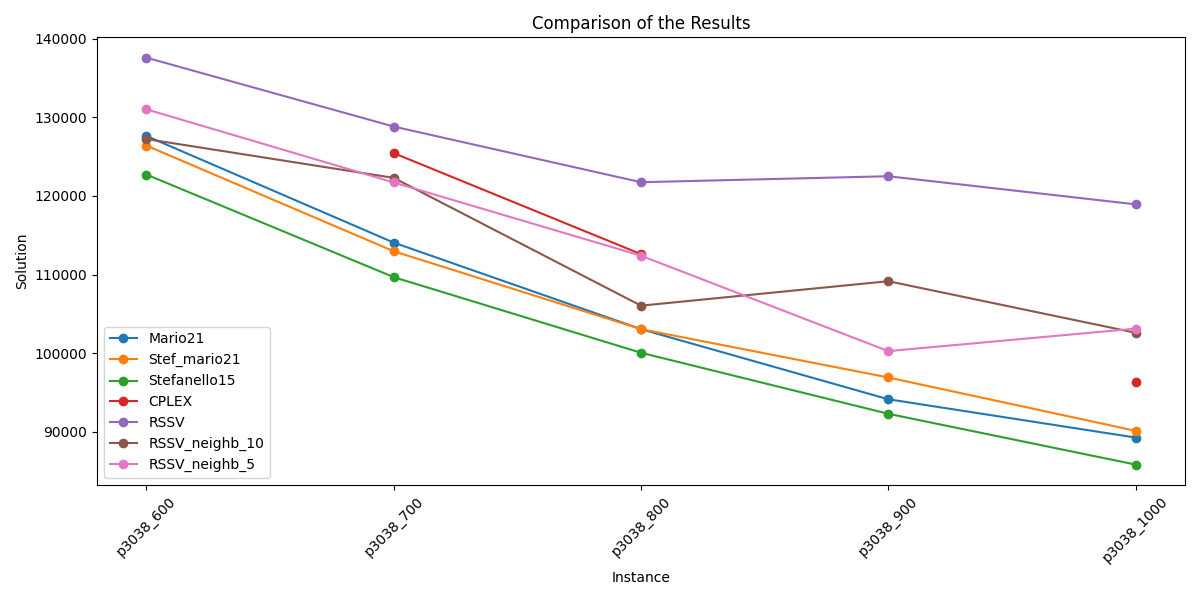 Comparison of the Results
140000
130000
120000
110000
100000
90000
Solution
Mario21
Stef_mario21
Stefanello15
CPLEX
RSSV
RSSV_neighb_10
RSSV_neighb_5
p3038_600
p3038_700
p3038_800
p3038_900
p3038_1000
Instance